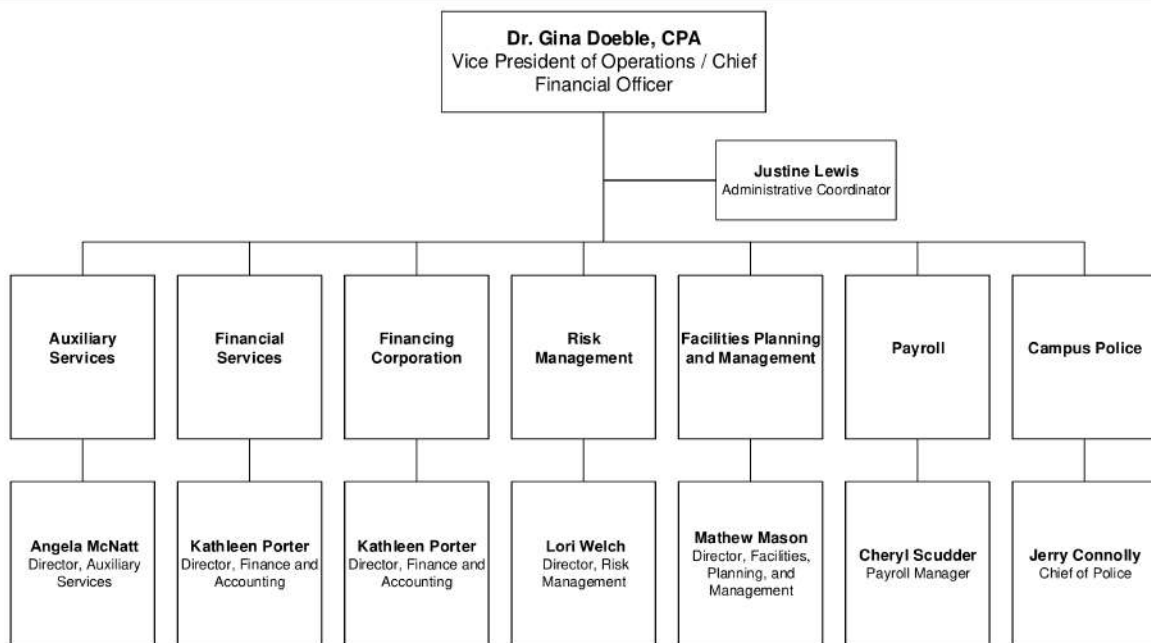 Dr. Gina Doeble, CPA
Vice President of Operations / Chief
Financial Officer
Justine Lewis
Administrative Coordinator
Auxiliary
Services
Financial
Services
Financing
Corporation
Risk
Management
Facilities Planning
and Management
Payroll
Campus Police
Angela McNatt
Director, Auxiliary
Services
Kathleen Porter
Director, Finance and
Accounting
Kathleen Porter
Director, Finance and
Accounting
Lori Welch
Director, Risk
Management
Mathew Mason
Director, Facilities,
Planning, and
Management
Cheryl Scudder
Payroll Manager
Jerry Connolly
Chief of Police